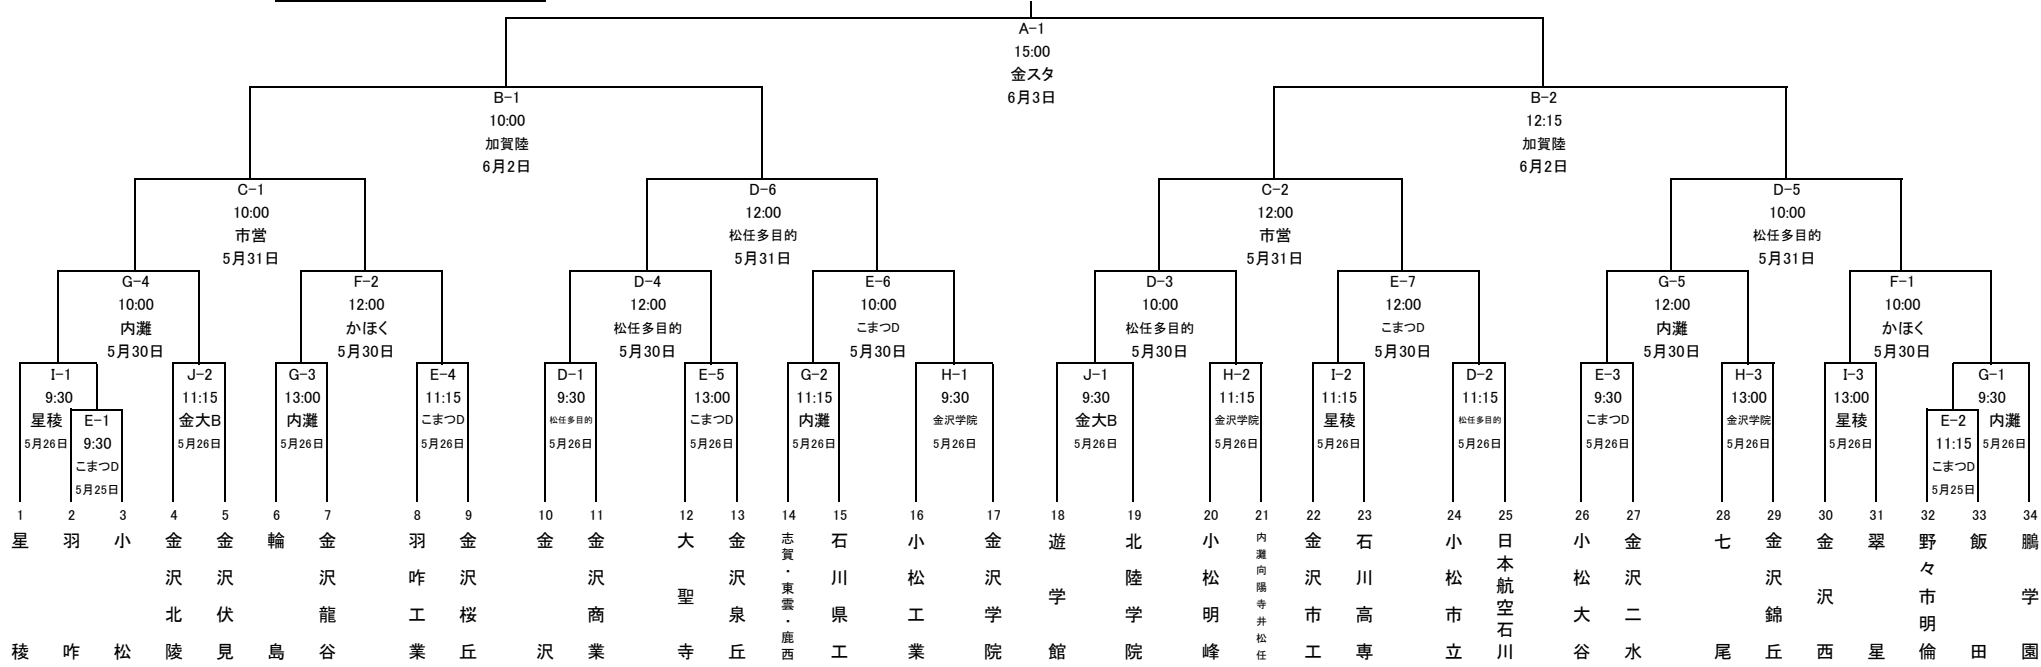 A-1
15:00
金スタ
6月3日
B-1
10:00
加賀陸
6月2日
B-2
12:15
加賀陸
6月2日
C-1
10:00
市営
5月31日
D-6
12:00
松任多目的
5月31日
C-2
12:00
市営
5月31日
D-5
10:00
松任多目的
5月31日
G-4
10:00
内灘
5月30日
F-2
12:00
かほく
5月30日
D-4
12:00
松任多目的
5月30日
E-6
10:00
こまつD
5月30日
D-3
10:00
松任多目的
5月30日
E-7
12:00
こまつD
5月30日
G-5
12:00
内灘
5月30日
F-1
10:00
かほく
5月30日
I-1
9:30
星稜
5月26日
E-1
9:30
こまつD
5月25日
J-2
11:15
金大B
5月26日
G-3
13:00
内灘
5月26日
E-4
11:15
こまつD
5月26日
D-1
9:30
松任多目的
5月26日
E-5
13:00
こまつD
5月26日
G-2
11:15
内灘
5月26日
H-1
9:30
金沢学院
5月26日
J-1
9:30
金大B
5月26日
H-2
11:15
金沢学院
5月26日
I-2
11:15
星稜
5月26日
D-2
11:15
松任多目的
5月26日
E-3
9:30
こまつD
5月26日
H-3
13:00
金沢学院
5月26日
I-3
13:00
星稜
5月26日
E-2
11:15
こまつD
5月25日
G-1
9:30
内灘
5月26日
1
星稜
2
羽咋
3
小松
4
金沢北陵
5
金沢伏見
6
輪島
7
金沢龍谷
8
羽咋工業
9
金沢桜丘
10
金沢
11
金沢商業
12
大聖寺
13
金沢泉丘
14
志賀・東雲・鹿西
15
石川県工
16
小松工業
17
金沢学院
18
遊学館
19
北陸学院
20
小松明峰
21
内灘向陽寺井松任
22
金沢市工
23
石川高専
24
小松市立
25
日本航空石川
26
小松大谷
27
金沢二水
28
七尾
29
金沢錦丘
30
金沢西
31
翠星
32
野々市明倫
33
飯田
34
鵬学園